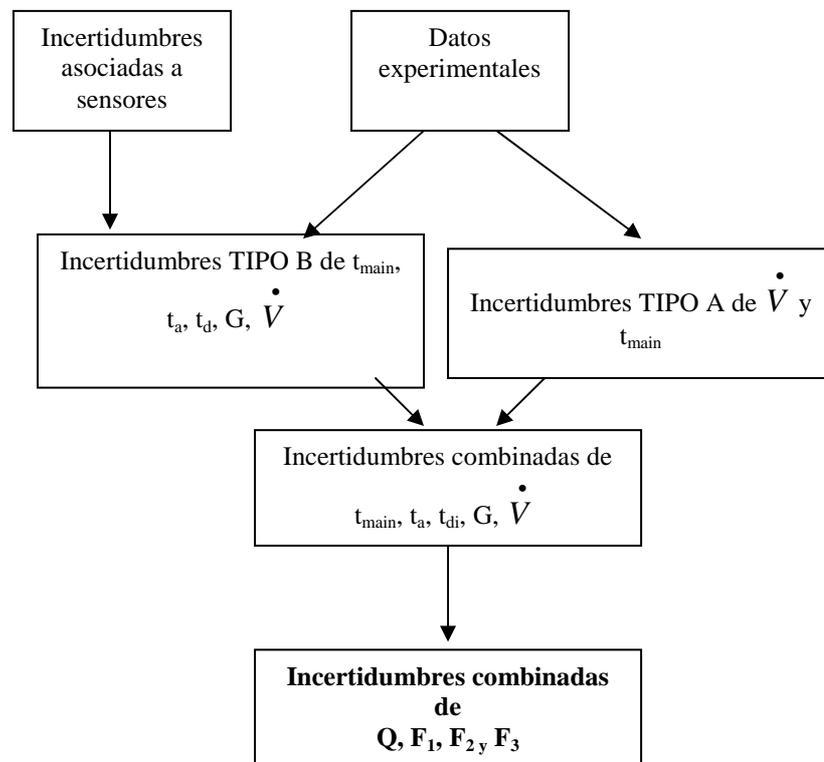 Incertidumbres
asociadas a
sensores
Datos
experimentales
Incertidumbres TIPO B de tmain,
ta, td, G, V̇
Incertidumbres TIPO A de V̇ y
tmain
Incertidumbres combinadas de
tmain, ta, tdi, G, V̇
Incertidumbres combinadas
de
Q, F1, F2 y F3